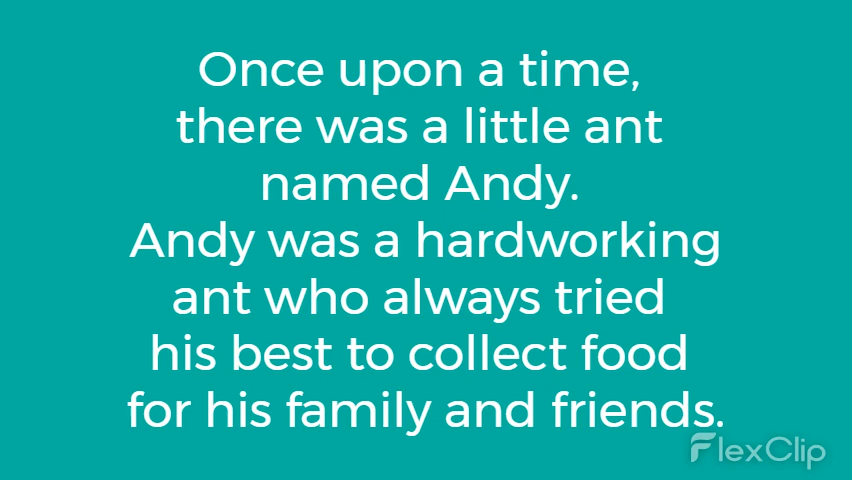 Once upon a time,
there was a little ant
named Andy.
Andy was a hardworking
ant who always tried
his best to collect food
for his family and friends.
FlexClip